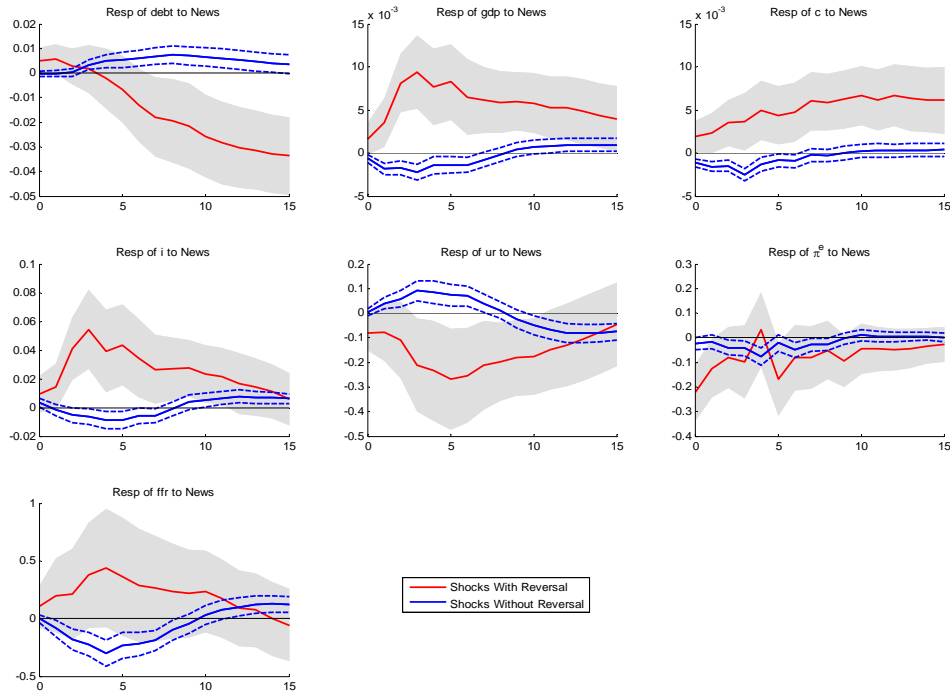 Resp of debt to News
0.02
0.01
0
-0.01
-0.02
-0.03
-0.04
-0.05
0 5 10 15
Resp of gdp to News
x 10⁻³
15
10
5
0
-5
0 5 10 15
Resp of c to News
x 10⁻³
15
10
5
0
-5
0 5 10 15
Resp of i to News
0.1
0.08
0.06
0.04
0.02
0
-0.02
0 5 10 15
Resp of ur to News
0.2
0.1
0
-0.1
-0.2
-0.3
-0.4
-0.5
0 5 10 15
Resp of πᵉ to News
0.3
0.2
0.1
0
-0.1
-0.2
-0.3
-0.4
0 5 10 15
Resp of ffr to News
1
0.5
0
-0.5
0 5 10 15
Shocks With Reversal
Shocks Without Reversal